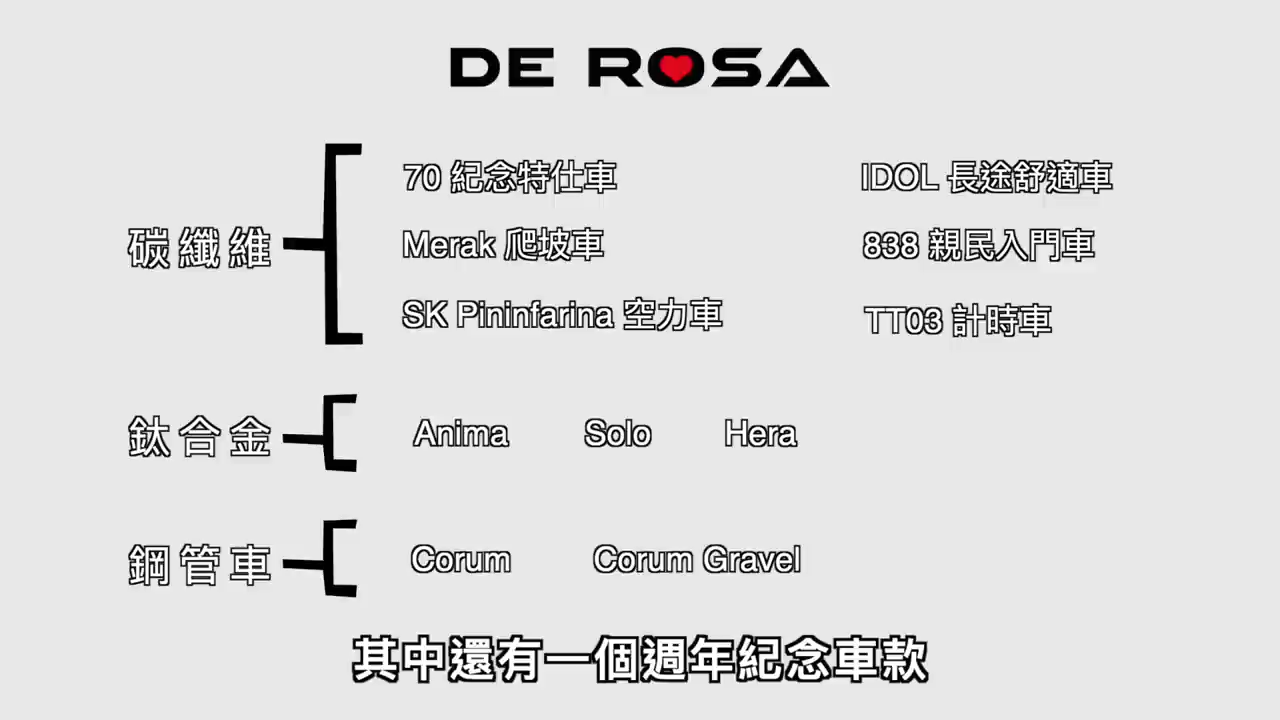 DE ROSA
碳纖維
70 紀念特仕車
IDOL 長途舒適車
Merak 爬坡車
838 親民入門車
SK Pininfarina 空力車
TT03 計時車
鈦合金
Anima Solo Hera
鋼管車
Corum Corum Gravel
其中還有一個週年紀念車款